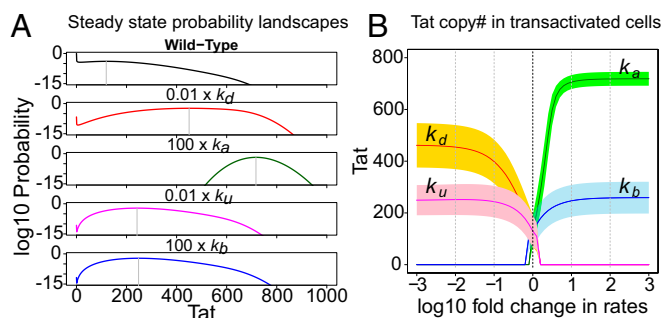 A Steady state probability landscapes
Wild-Type
0
-15
0.01 x k_d
0
-15
100 x k_a
0
-15
0.01 x k_u
0
-15
100 x k_b
0
-15
log10 Probability
0 200 400 600 800 1000
Tat
B Tat copy# in transactivated cells
800
600
400
200
0
Tat
k_a
k_d
k_u
k_b
−3 −2 −1 0 1 2 3
log10 fold change in rates